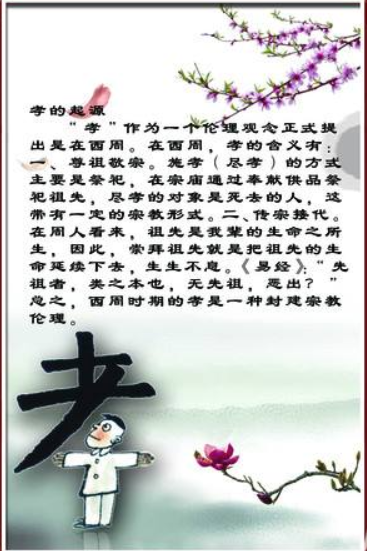 孝的起源
“孝”作为一个伦理观念正式提
出是在西周。在西周，孝的含义有：
一、尊祖敬宗。施孝（尽孝）的方式
主要是祭祀，在宗庙通过奉献供品祭
祀祖先，尽孝的对象是死去的人，这
带有一定的宗教形式。二、传宗接代。
在周人看来，祖先是我辈的生命之所
生，因此，崇拜祖先就是把祖先的生
命延续下去，生生不息。《易经》：“先
祖者，类之本也，无先祖，恶出？”
总之，西周时期的孝是一种封建宗教
伦理。
孝